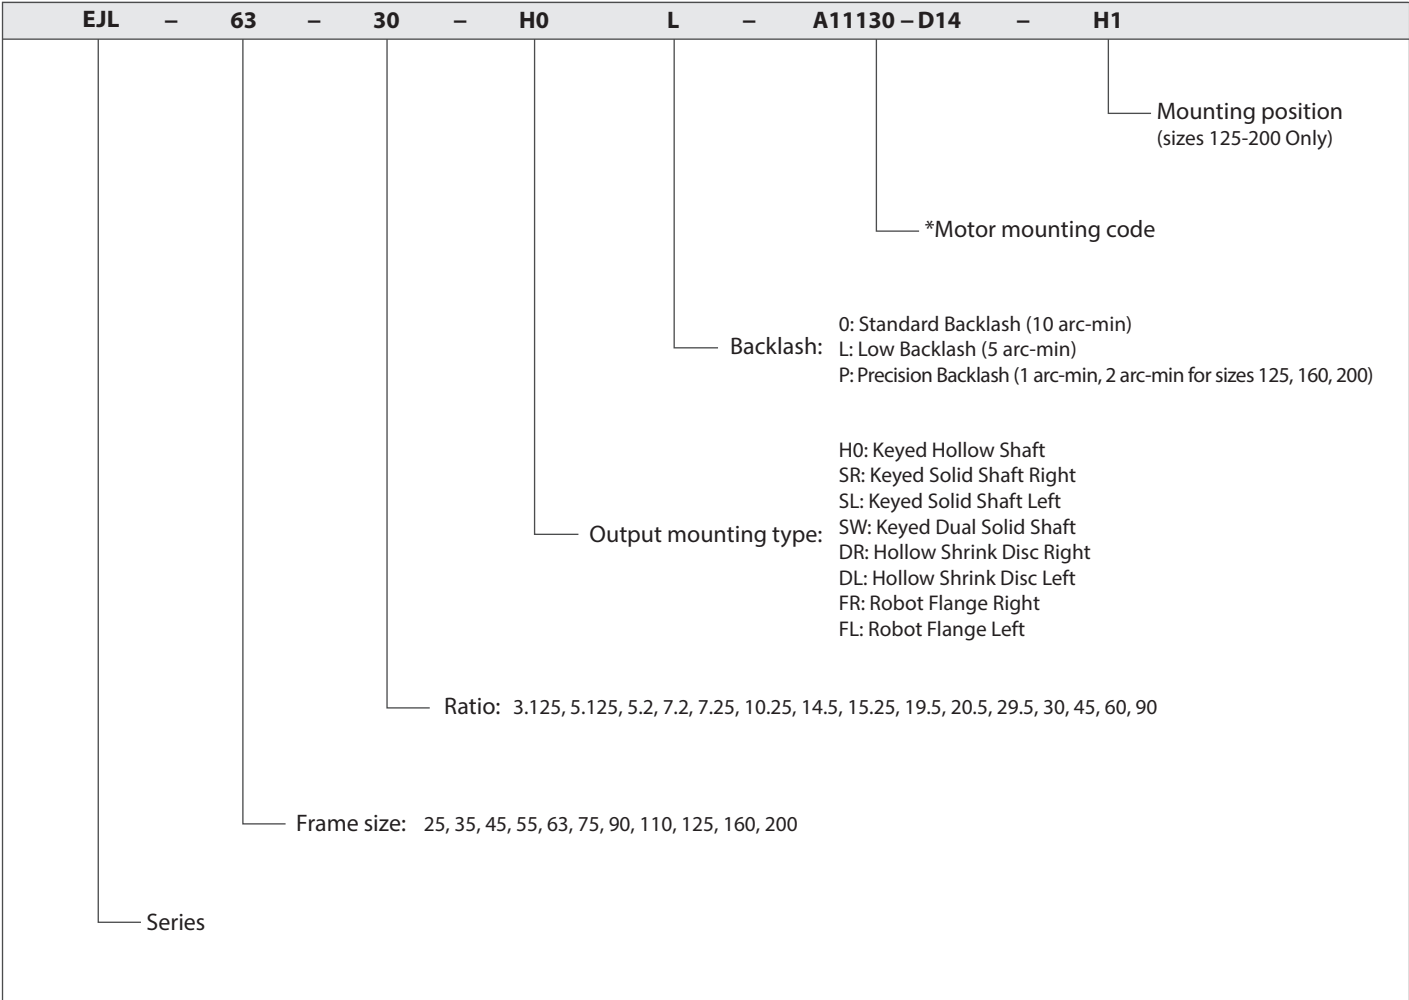 EJL – 63 – 30 – H0 L – A11130 – D14 – H1
Mounting position
(sizes 125-200 Only)
*Motor mounting code
Backlash:
0: Standard Backlash (10 arc-min)
L: Low Backlash (5 arc-min)
P: Precision Backlash (1 arc-min, 2 arc-min for sizes 125, 160, 200)
Output mounting type:
H0: Keyed Hollow Shaft
SR: Keyed Solid Shaft Right
SL: Keyed Solid Shaft Left
SW: Keyed Dual Solid Shaft
DR: Hollow Shrink Disc Right
DL: Hollow Shrink Disc Left
FR: Robot Flange Right
FL: Robot Flange Left
Ratio: 3.125, 5.125, 5.2, 7.2, 7.25, 10.25, 14.5, 15.25, 19.5, 20.5, 29.5, 30, 45, 60, 90
Frame size: 25, 35, 45, 55, 63, 75, 90, 110, 125, 160, 200
Series